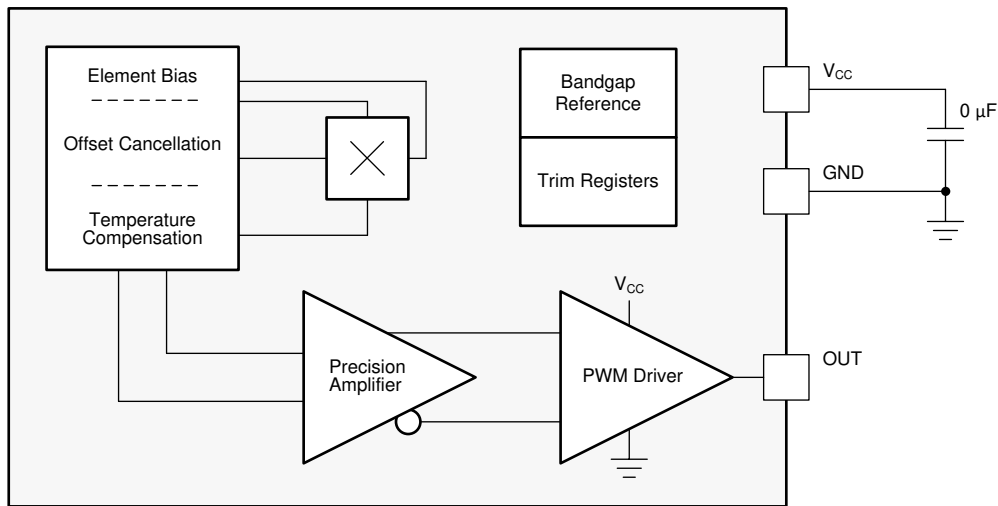 Element Bias
Offset Cancellation
Temperature
Compensation
Bandgap
Reference
Trim Registers
VCC
0 μF
GND
Precision
Amplifier
VCC
PWM Driver
OUT